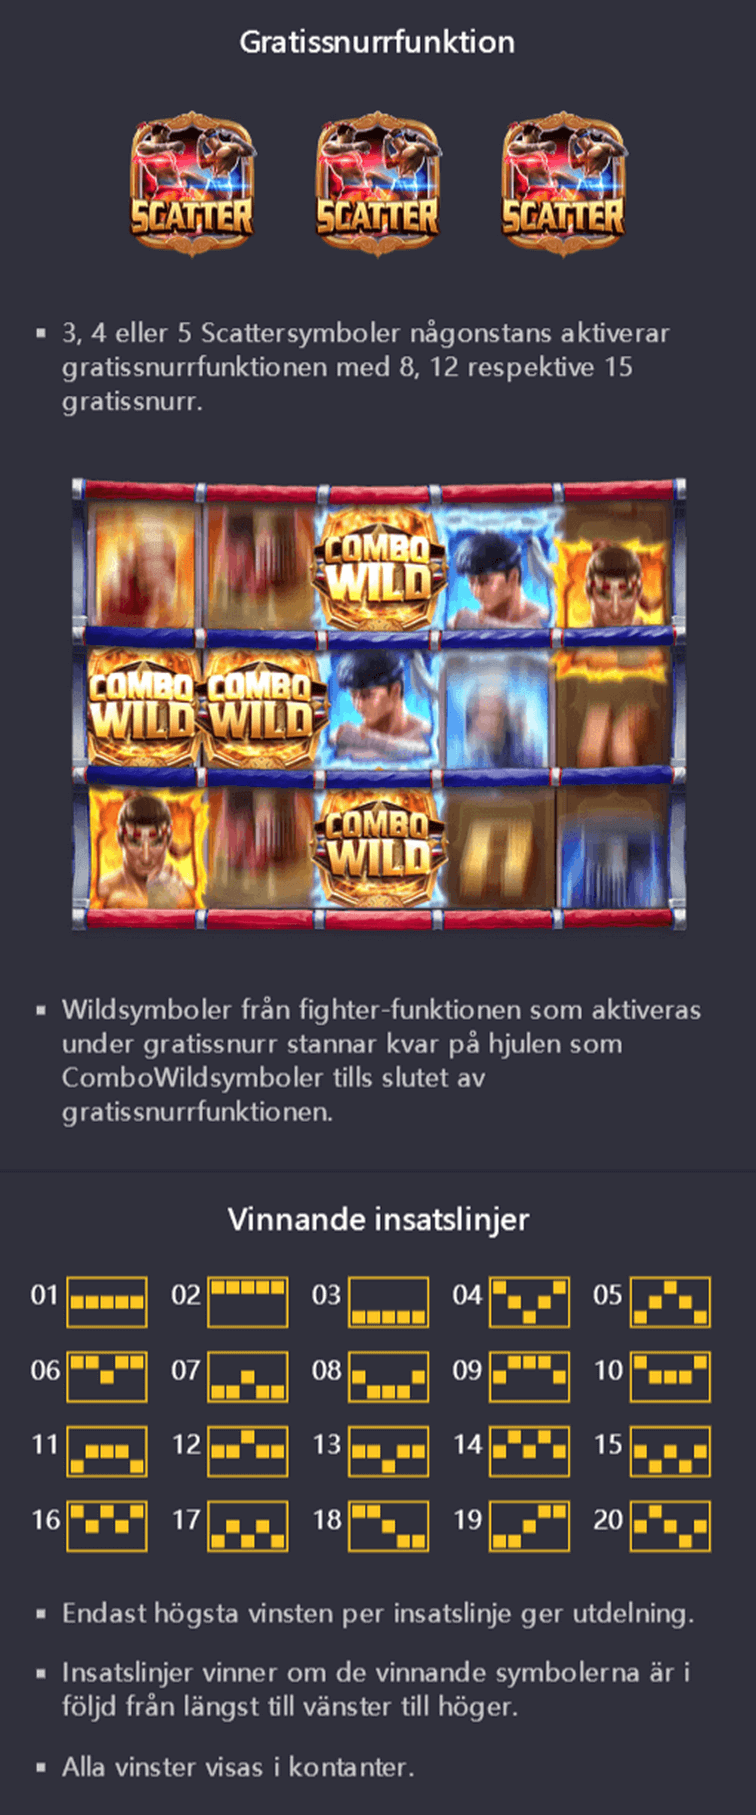 Gratissnurrfunktion
SCATTER SCATTER SCATTER
▪ 3, 4 eller 5 Scattersymboler någonstans aktiverar
gratissnurrfunktionen med 8, 12 respektive 15
gratissnurr.
COMBO
WILD
COMBO COMBO
WILD WILD
COMBO
WILD
▪ Wildsymboler från fighter-funktionen som aktiveras
under gratissnurr stannar kvar på hjulen som
ComboWildsymboler tills slutet av
gratissnurrfunktionen.
Vinnande insatslinjer
01 02 03 04 05
06 07 08 09 10
11 12 13 14 15
16 17 18 19 20
▪ Endast högsta vinsten per insatslinje ger utdelning.
▪ Insatslinjer vinner om de vinnande symbolerna är i
följd från längst till vänster till höger.
▪ Alla vinster visas i kontanter.